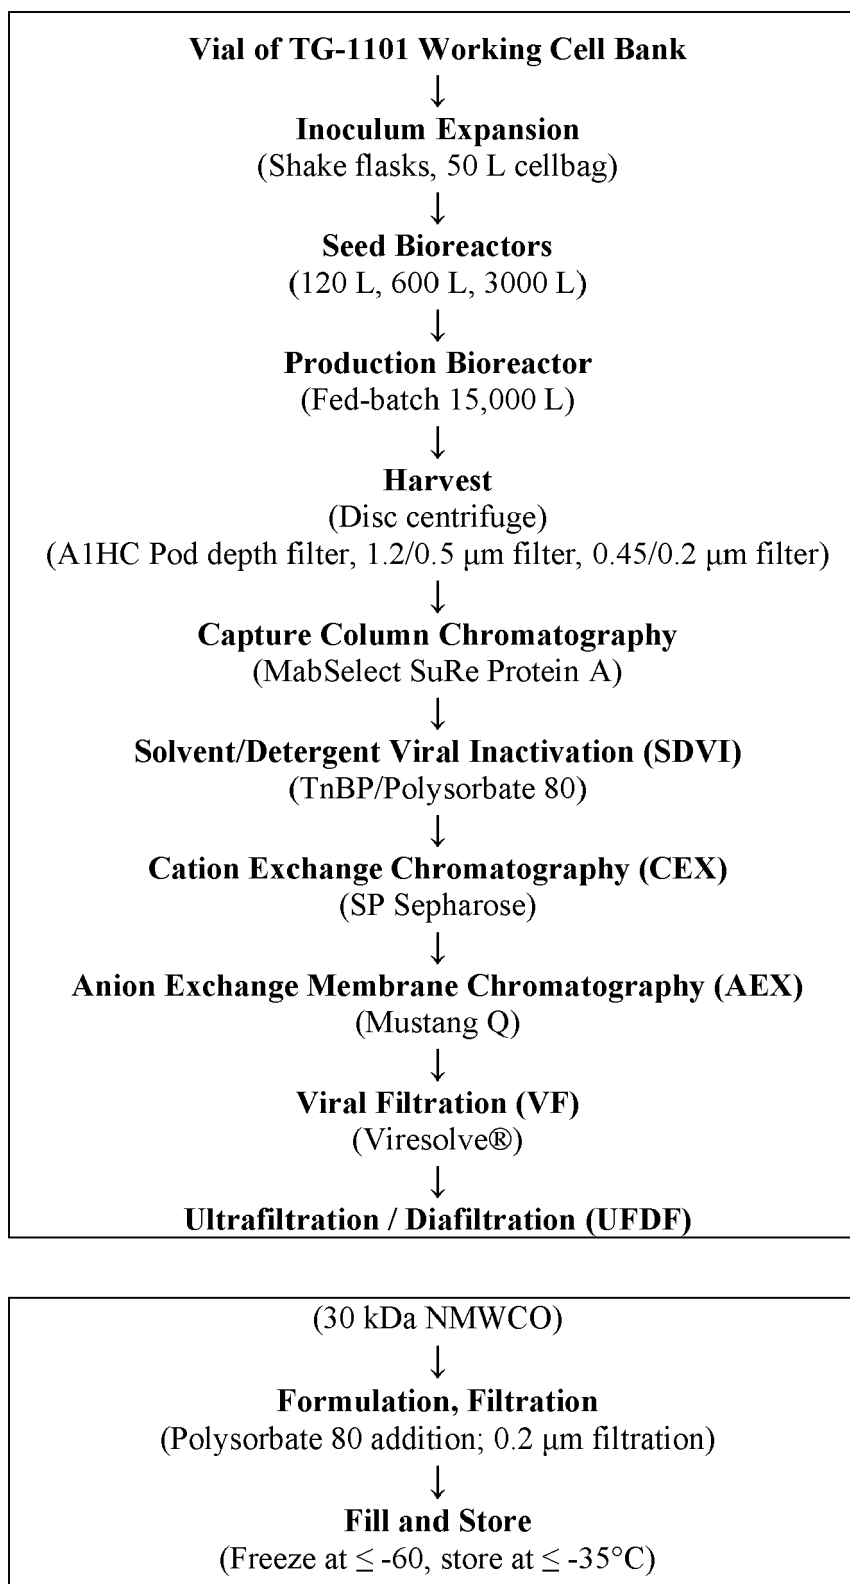 Vial of TG-1101 Working Cell Bank
↓
Inoculum Expansion
(Shake flasks, 50 L cellbag)
↓
Seed Bioreactors
(120 L, 600 L, 3000 L)
↓
Production Bioreactor
(Fed-batch 15,000 L)
↓
Harvest
(Disc centrifuge)
(A1HC Pod depth filter, 1.2/0.5 μm filter, 0.45/0.2 μm filter)
↓
Capture Column Chromatography
(MabSelect SuRe Protein A)
↓
Solvent/Detergent Viral Inactivation (SDVI)
(TnBP/Polysorbate 80)
↓
Cation Exchange Chromatography (CEX)
(SP Sepharose)
↓
Anion Exchange Membrane Chromatography (AEX)
(Mustang Q)
↓
Viral Filtration (VF)
(Viresolve®)
↓
Ultrafiltration / Diafiltration (UFDF)
(30 kDa NMWCO)
↓
Formulation, Filtration
(Polysorbate 80 addition; 0.2 μm filtration)
↓
Fill and Store
(Freeze at ≤ -60, store at ≤ -35°C)